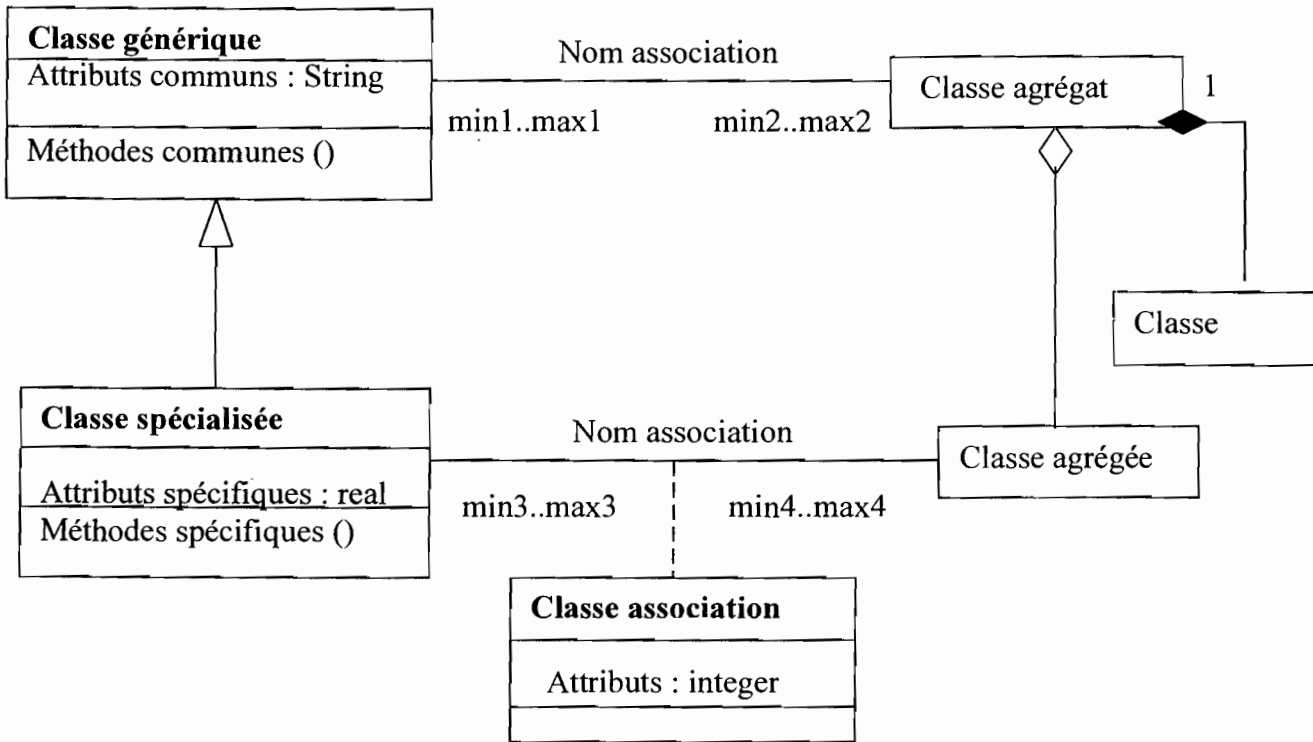 Classe générique
Attributs communs : String
Méthodes communes ()
Nom association
min1..max1
min2..max2
Classe agrégat
1
Classe
Classe spécialisée
Attributs spécifiques : real
Méthodes spécifiques ()
Nom association
min3..max3
min4..max4
Classe agrégée
Classe association
Attributs : integer